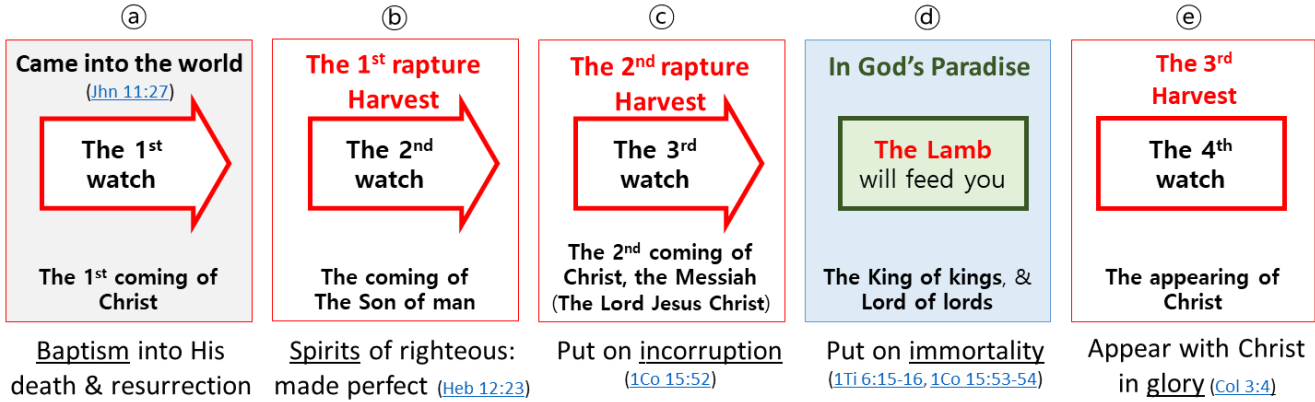 ⓐ
Came into the world
(Jhn 11:27)
The 1st
watch
The 1st coming of
Christ
Baptism into His
death & resurrection
ⓑ
The 1st rapture
Harvest
The 2nd
watch
The coming of
The Son of man
Spirits of righteous:
made perfect (Heb 12:23)
ⓒ
The 2nd rapture
Harvest
The 3rd
watch
The 2nd coming of
Christ, the Messiah
(The Lord Jesus Christ)
Put on incorruption
(1Co 15:52)
ⓓ
In God's Paradise
The Lamb
will feed you
The King of kings, &
Lord of lords
Put on immortality
(1Ti 6:15-16, 1Co 15:53-54)
ⓔ
The 3rd
Harvest
The 4th
watch
The appearing of
Christ
Appear with Christ
in glory (Col 3:4)